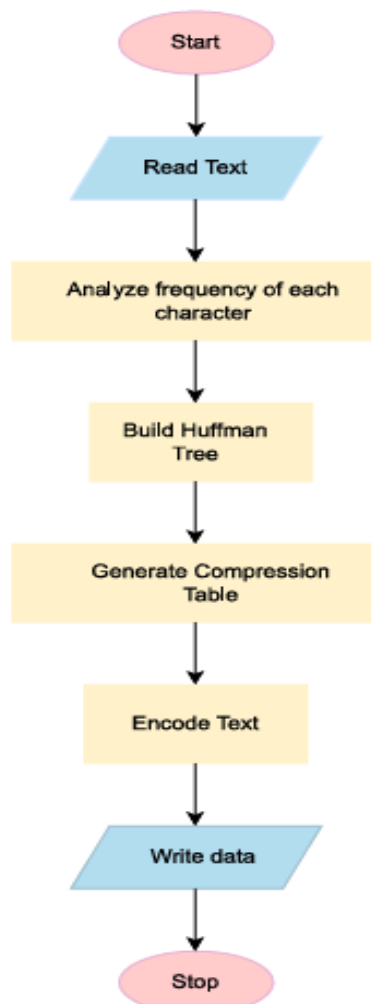 Start
Read Text
Analyze frequency of each
character
Build Huffman
Tree
Generate Compression
Table
Encode Text
Write data
Stop